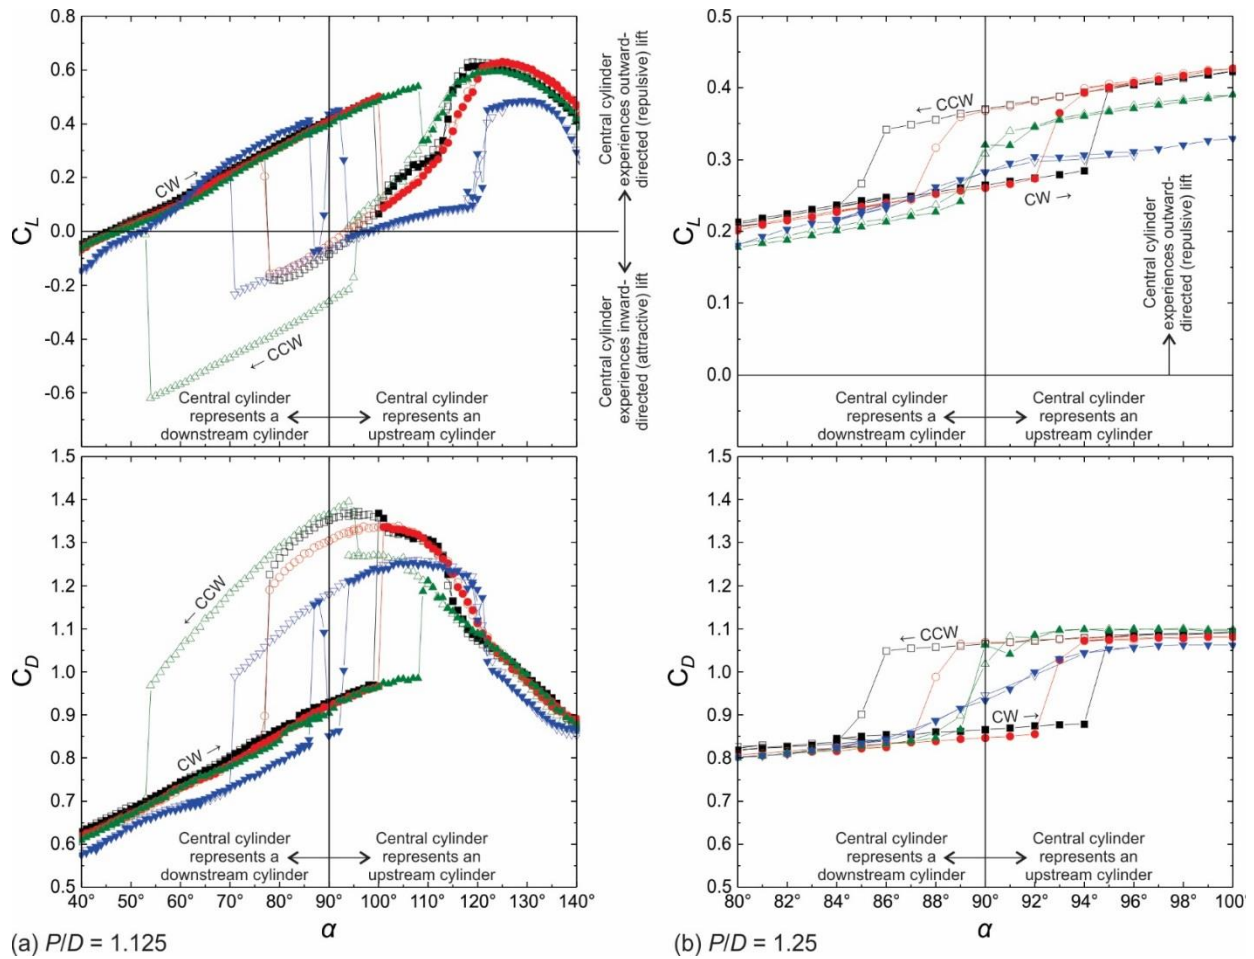 0.8
0.6
0.4
0.2
0.0
-0.2
-0.4
-0.6
-0.8
C_L
CW →
← CCW
Central cylinder
represents a
downstream cylinder
Central cylinder
represents an
upstream cylinder
Central cylinder
experiences outward-
directed (repulsive) lift
Central cylinder
experiences inward-
directed (attractive) lift
0.5
0.4
0.3
0.2
0.1
0.0
C_L
← CCW
CW →
Central cylinder
experiences outward-
directed (repulsive) lift
Central cylinder
represents a
downstream cylinder
Central cylinder
represents an
upstream cylinder
1.5
1.4
1.3
1.2
1.1
1.0
0.9
0.8
0.7
0.6
0.5
C_D
← CCW
CW →
Central cylinder
represents a
downstream cylinder
Central cylinder
represents an
upstream cylinder
40° 50° 60° 70° 80° 90° 100° 110° 120° 130° 140°
α
(a) P/D = 1.125
1.5
1.4
1.3
1.2
1.1
1.0
0.9
0.8
0.7
0.6
0.5
C_D
← CCW
CW →
Central cylinder
represents a
downstream cylinder
Central cylinder
represents an
upstream cylinder
80° 82° 84° 86° 88° 90° 92° 94° 96° 98° 100°
α
(b) P/D = 1.25